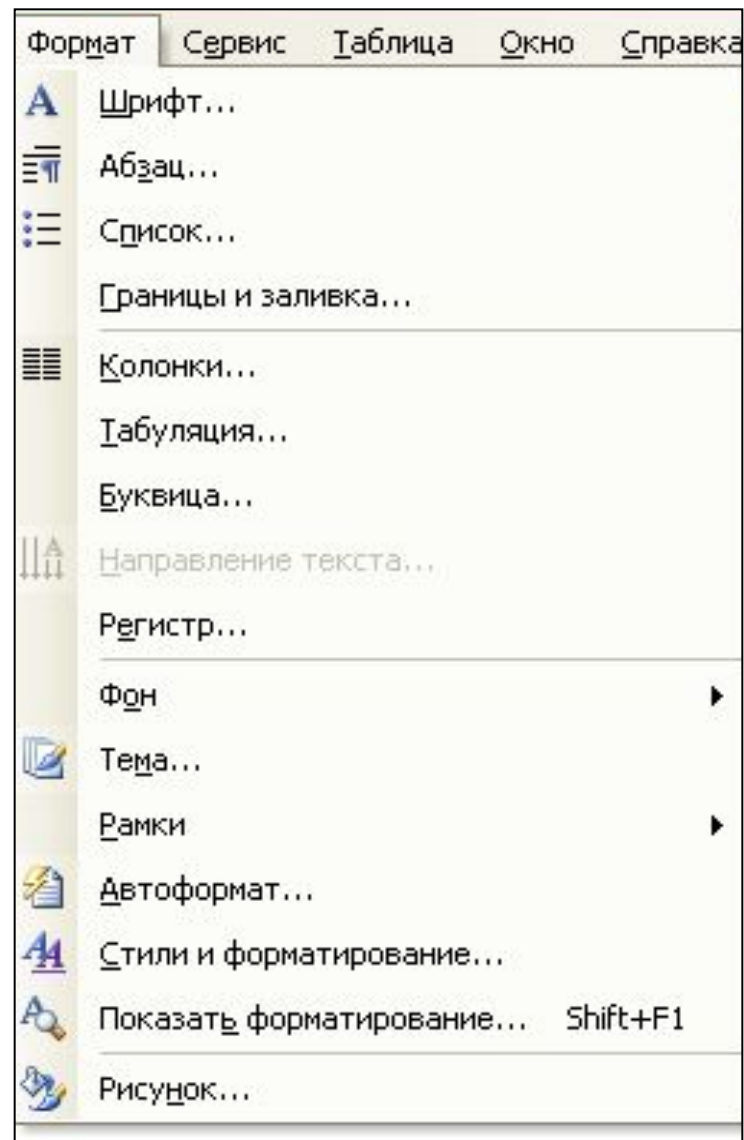 Формат Сервис Таблица Окно Справка
Шрифт...
Абзац...
Список...
Границы и заливка...
Колонки...
Табуляция...
Буквица...
Направление текста...
Регистр...
Фон
Тема...
Рамки
Автоформат...
Стили и форматирование...
Показать форматирование... Shift+F1
Рисунок...